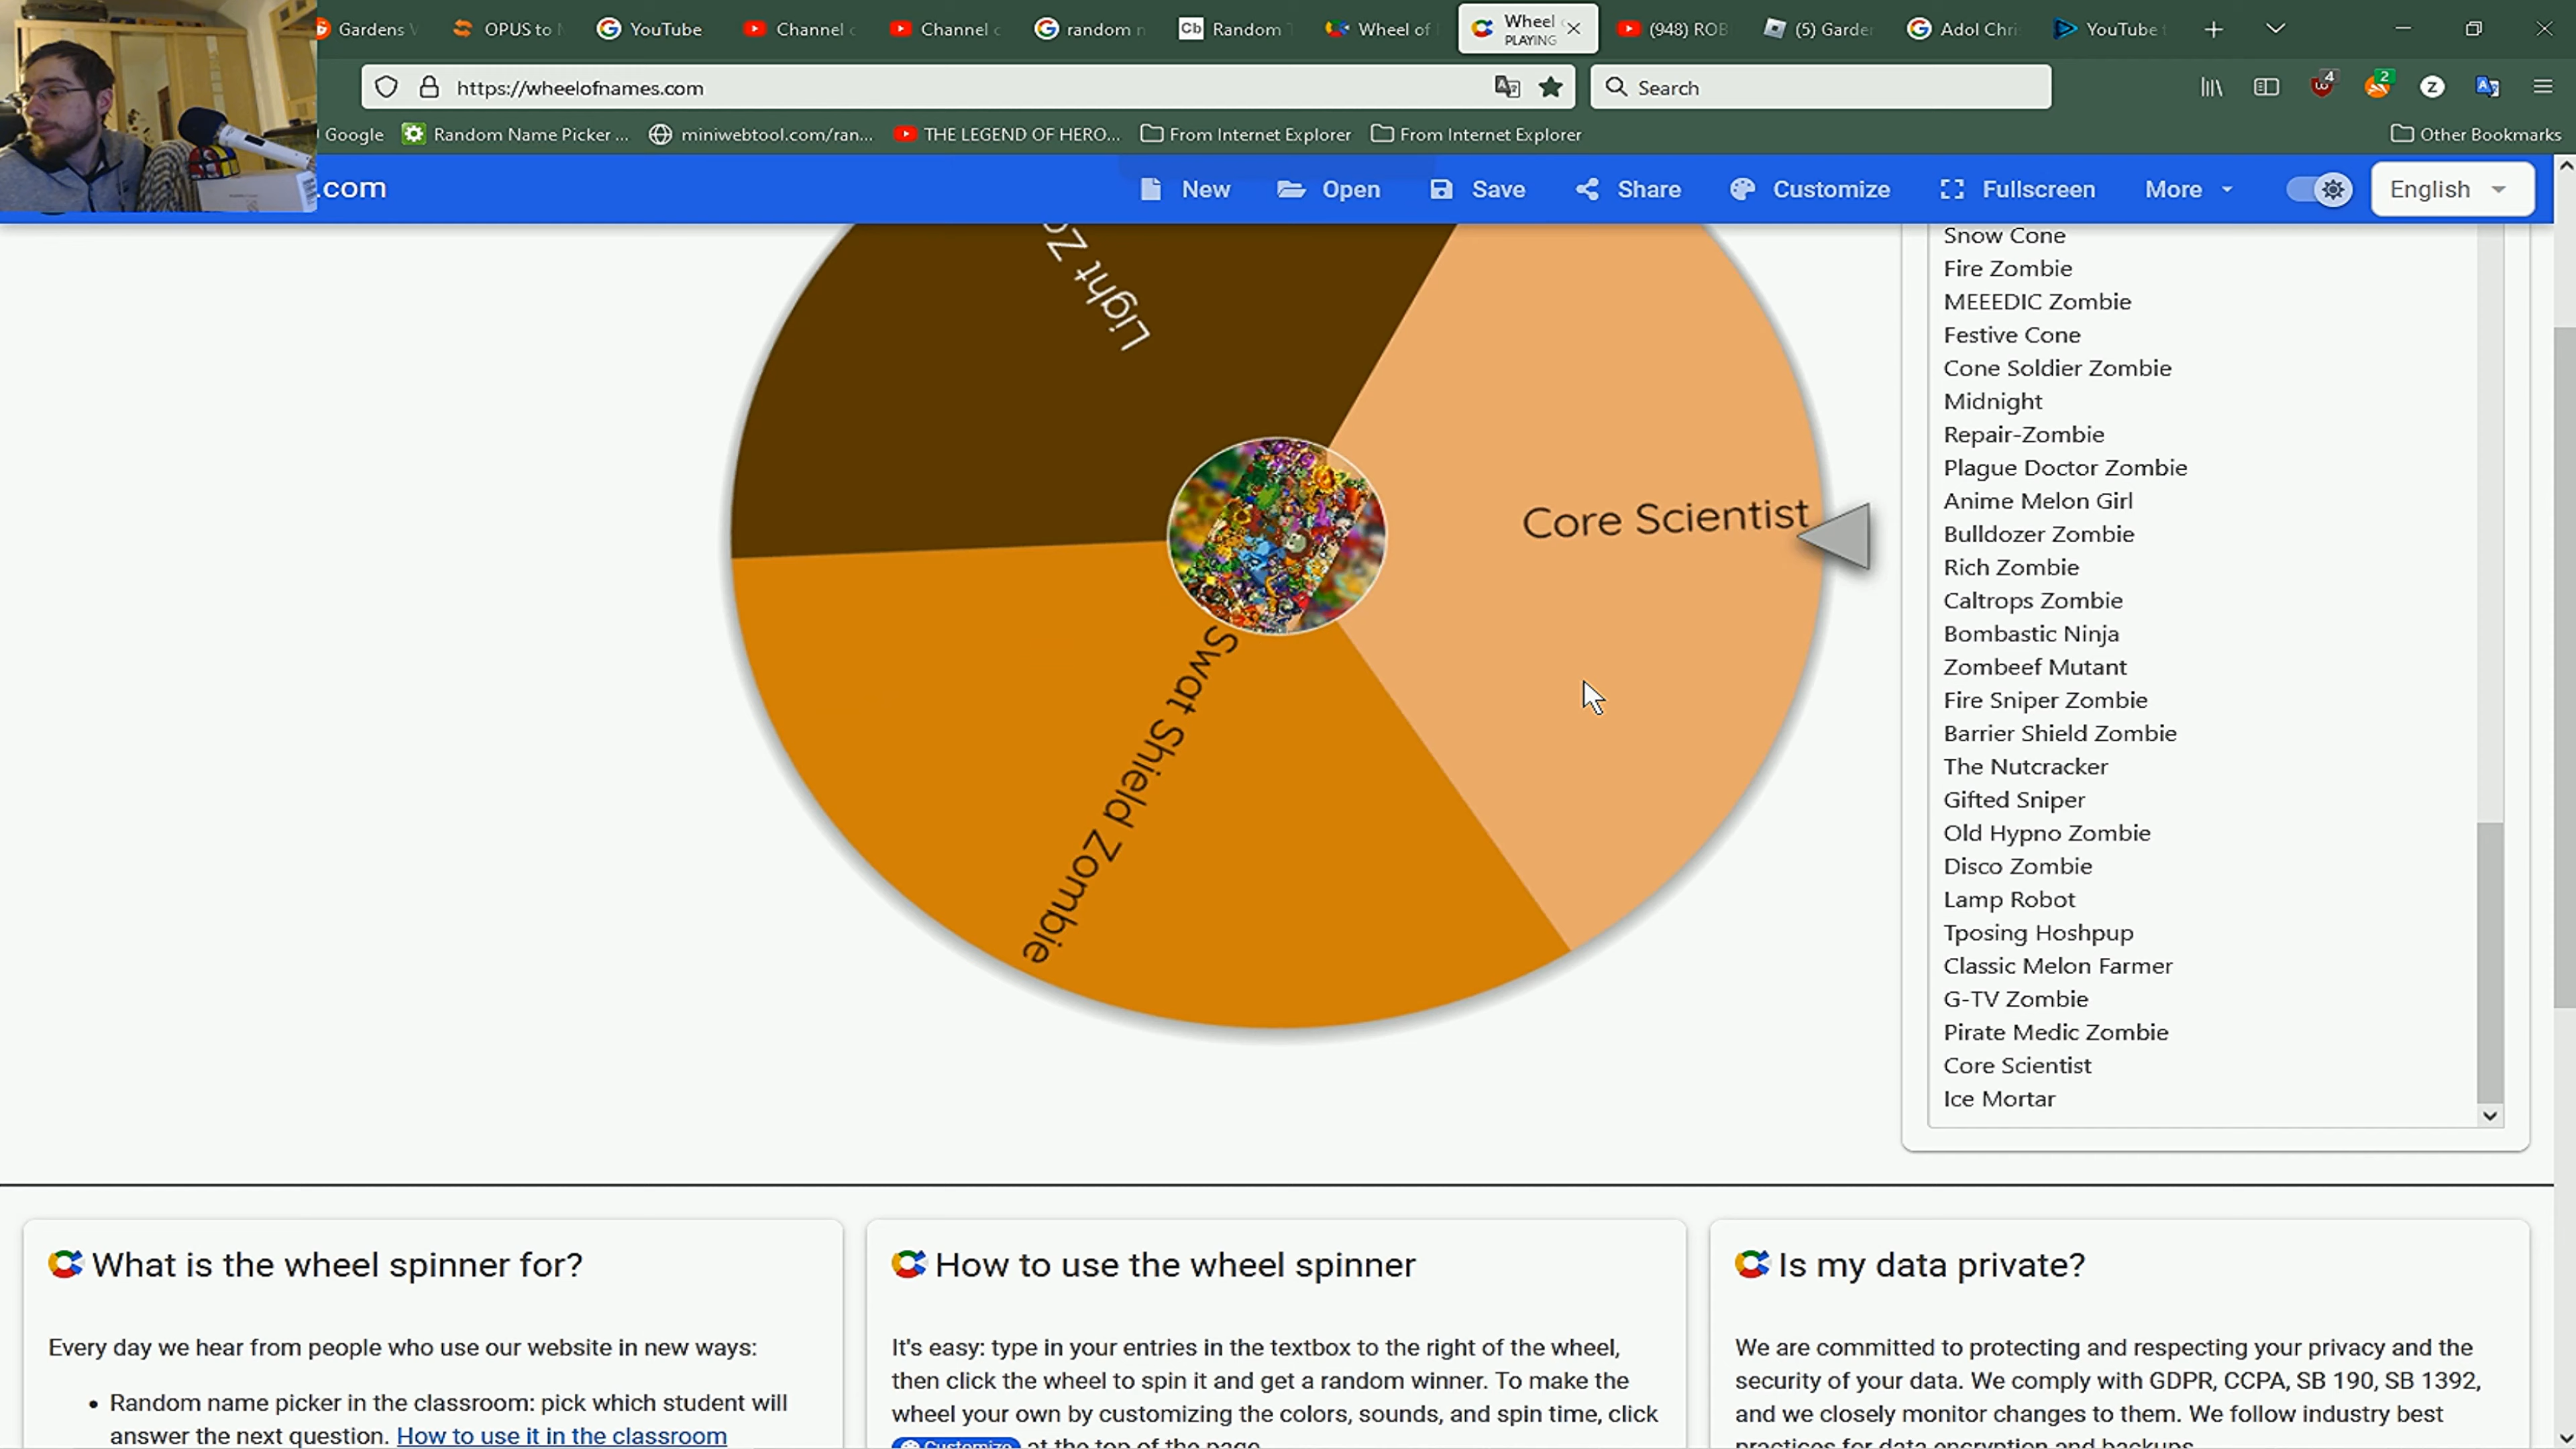 Gardens
OPUS to
YouTube
Channel
Channel
random
Random
Wheel of
Wheel
PLAYING
(948) ROB
(5) Garde
Adol Chri
YouTube
https://wheelofnames.com
Search
4
2
Google
Random Name Picker ...
miniwebtool.com/ran...
THE LEGEND OF HERO...
From Internet Explorer
From Internet Explorer
Other Bookmarks
.com
New
Open
Save
Share
Customize
Fullscreen
More
English
Light
Core Scientist
Swat Shield Zombie
Snow Cone
Fire Zombie
MEEEDIC Zombie
Festive Cone
Cone Soldier Zombie
Midnight
Repair-Zombie
Plague Doctor Zombie
Anime Melon Girl
Bulldozer Zombie
Rich Zombie
Caltrops Zombie
Bombastic Ninja
Zombeef Mutant
Fire Sniper Zombie
Barrier Shield Zombie
The Nutcracker
Gifted Sniper
Old Hypno Zombie
Disco Zombie
Lamp Robot
Tposing Hoshpup
Classic Melon Farmer
G-TV Zombie
Pirate Medic Zombie
Core Scientist
Ice Mortar
What is the wheel spinner for?
Every day we hear from people who use our website in new ways:
• Random name picker in the classroom: pick which student will
answer the next question. How to use it in the classroom
How to use the wheel spinner
It's easy: type in your entries in the textbox to the right of the wheel,
then click the wheel to spin it and get a random winner. To make the
wheel your own by customizing the colors, sounds, and spin time, click
Customize at the top of the page.
Is my data private?
We are committed to protecting and respecting your privacy and the
security of your data. We comply with GDPR, CCPA, SB 190, SB 1392,
and we closely monitor changes to them. We follow industry best
practices for data encryption and backups.